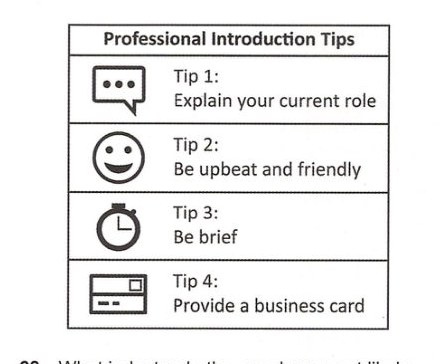 Professional Introduction Tips
Tip 1:
Explain your current role
Tip 2:
Be upbeat and friendly
Tip 3:
Be brief
Tip 4:
Provide a business card